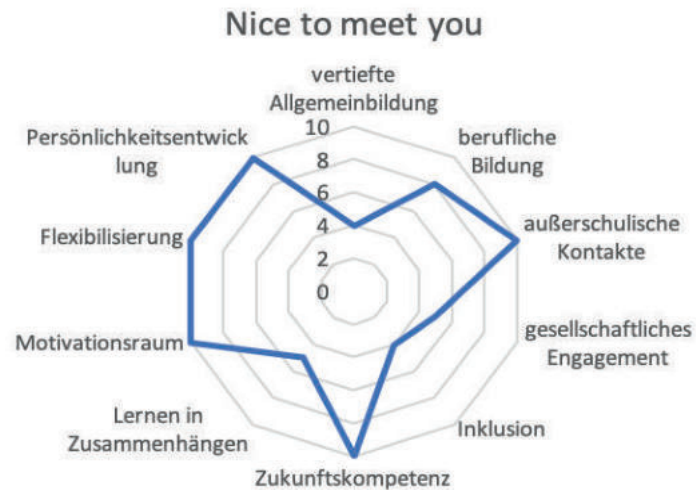 Nice to meet you
vertiefte
Allgemeinbildung
berufliche
Bildung
außerschulische
Kontakte
gesellschaftliches
Engagement
Inklusion
Zukunftskompetenz
Lernen in
Zusammenhängen
Motivationsraum
Flexibilisierung
Persönlichkeitsentwick
lung
10
8
6
4
2
0